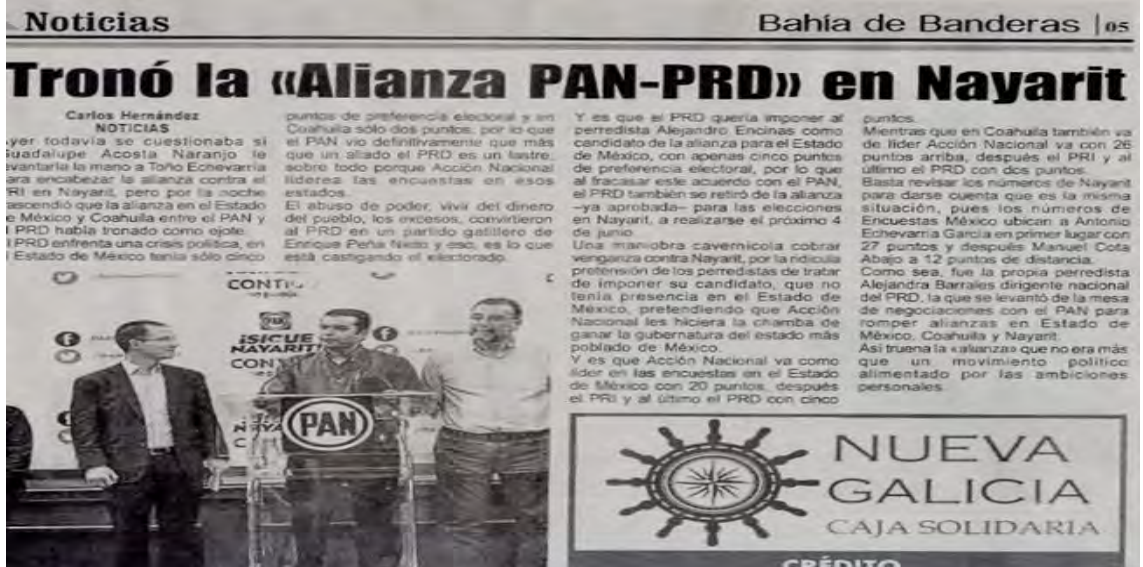 Noticias
Bahía de Banderas | 05
Tronó la «Alianza PAN-PRD» en Nayarit
Carlos Hernández
NOTICIAS
yer todavía se cuestionaba si
Guadalupe Acosta Naranjo le
evantarle la mano a Toño Echevarria
ara encabezar la alianza contra el
RI en Nayarit, pero por la noche
rascendió que la alianza en el Estado
e México y Coahuila entre el PAN y
l PRD había tronado como ejote.
l PRD enfrenta una crisis política, en
l Estado de México tenía sólo cinco
puntos de preferencia electoral y en
Coahuila sólo dos puntos, por lo que
el PAN vio definitivamente que más
que un aliado el PRD es un lastre,
sobre todo porque Acción Nacional
lideres las encuestas en esos
estados.
El abuso de poder, vivir del dinero
del pueblo, los excesos, convirtieron
al PRD en un partido gatillero de
Enrique Peña Nieto y eso, es lo que
está castigando el electorado.
Y es que el PRD quería imponer al
perredista Alejandro Encinas como
candidato de la alianza para el Estado
de México, con apenas cinco puntos
de preferencia electoral, por lo que
al fracasar este acuerdo con el PAN,
el PRD también se retiró de la alianza
-ya aprobada- para las elecciones
en Nayarit, a realizarse el próximo 4
de junio.
Una maniobra cavernícola cobrar
venganza contra Nayarit, por la ridícula
pretensión de los perredistas de tratar
de imponer su candidato, que no
tenía presencia en el Estado de
México, pretendiendo que Acción
Nacional les hiciera la chamba de
ganar la gubernatura del estado más
poblado de México.
Y es que Acción Nacional va como
líder en las encuestas en el Estado
de México con 20 puntos, después
el PRI y al último el PRD con cinco
puntos.
Mientras que en Coahuila también va
de líder Acción Nacional va con 26
puntos arriba, después el PRI y al
último el PRD con dos puntos.
Basta revisar los números de Nayarit
para darse cuenta que es la misma
situación, pues los números de
Encuestas México ubican a Antonio
Echevarria García en primer lugar con
27 puntos y después Manuel Cota
Abajo a 12 puntos de distancia.
Como sea, fue la propia perredista
Alejandra Barrales dirigente nacional
del PRD, la que se levantó de la mesa
de negociaciones con el PAN para
romper alianzas en Estado de
México, Coahuila y Nayarit.
Así truena la «alianza» que no era más
que un movimiento político
alimentado por las ambiciones
personales.
CONTIG
¡SIGUE
NAYARIT!
CON
PAN
NUEVA
GALICIA
CAJA SOLIDARIA
CRÉDITO